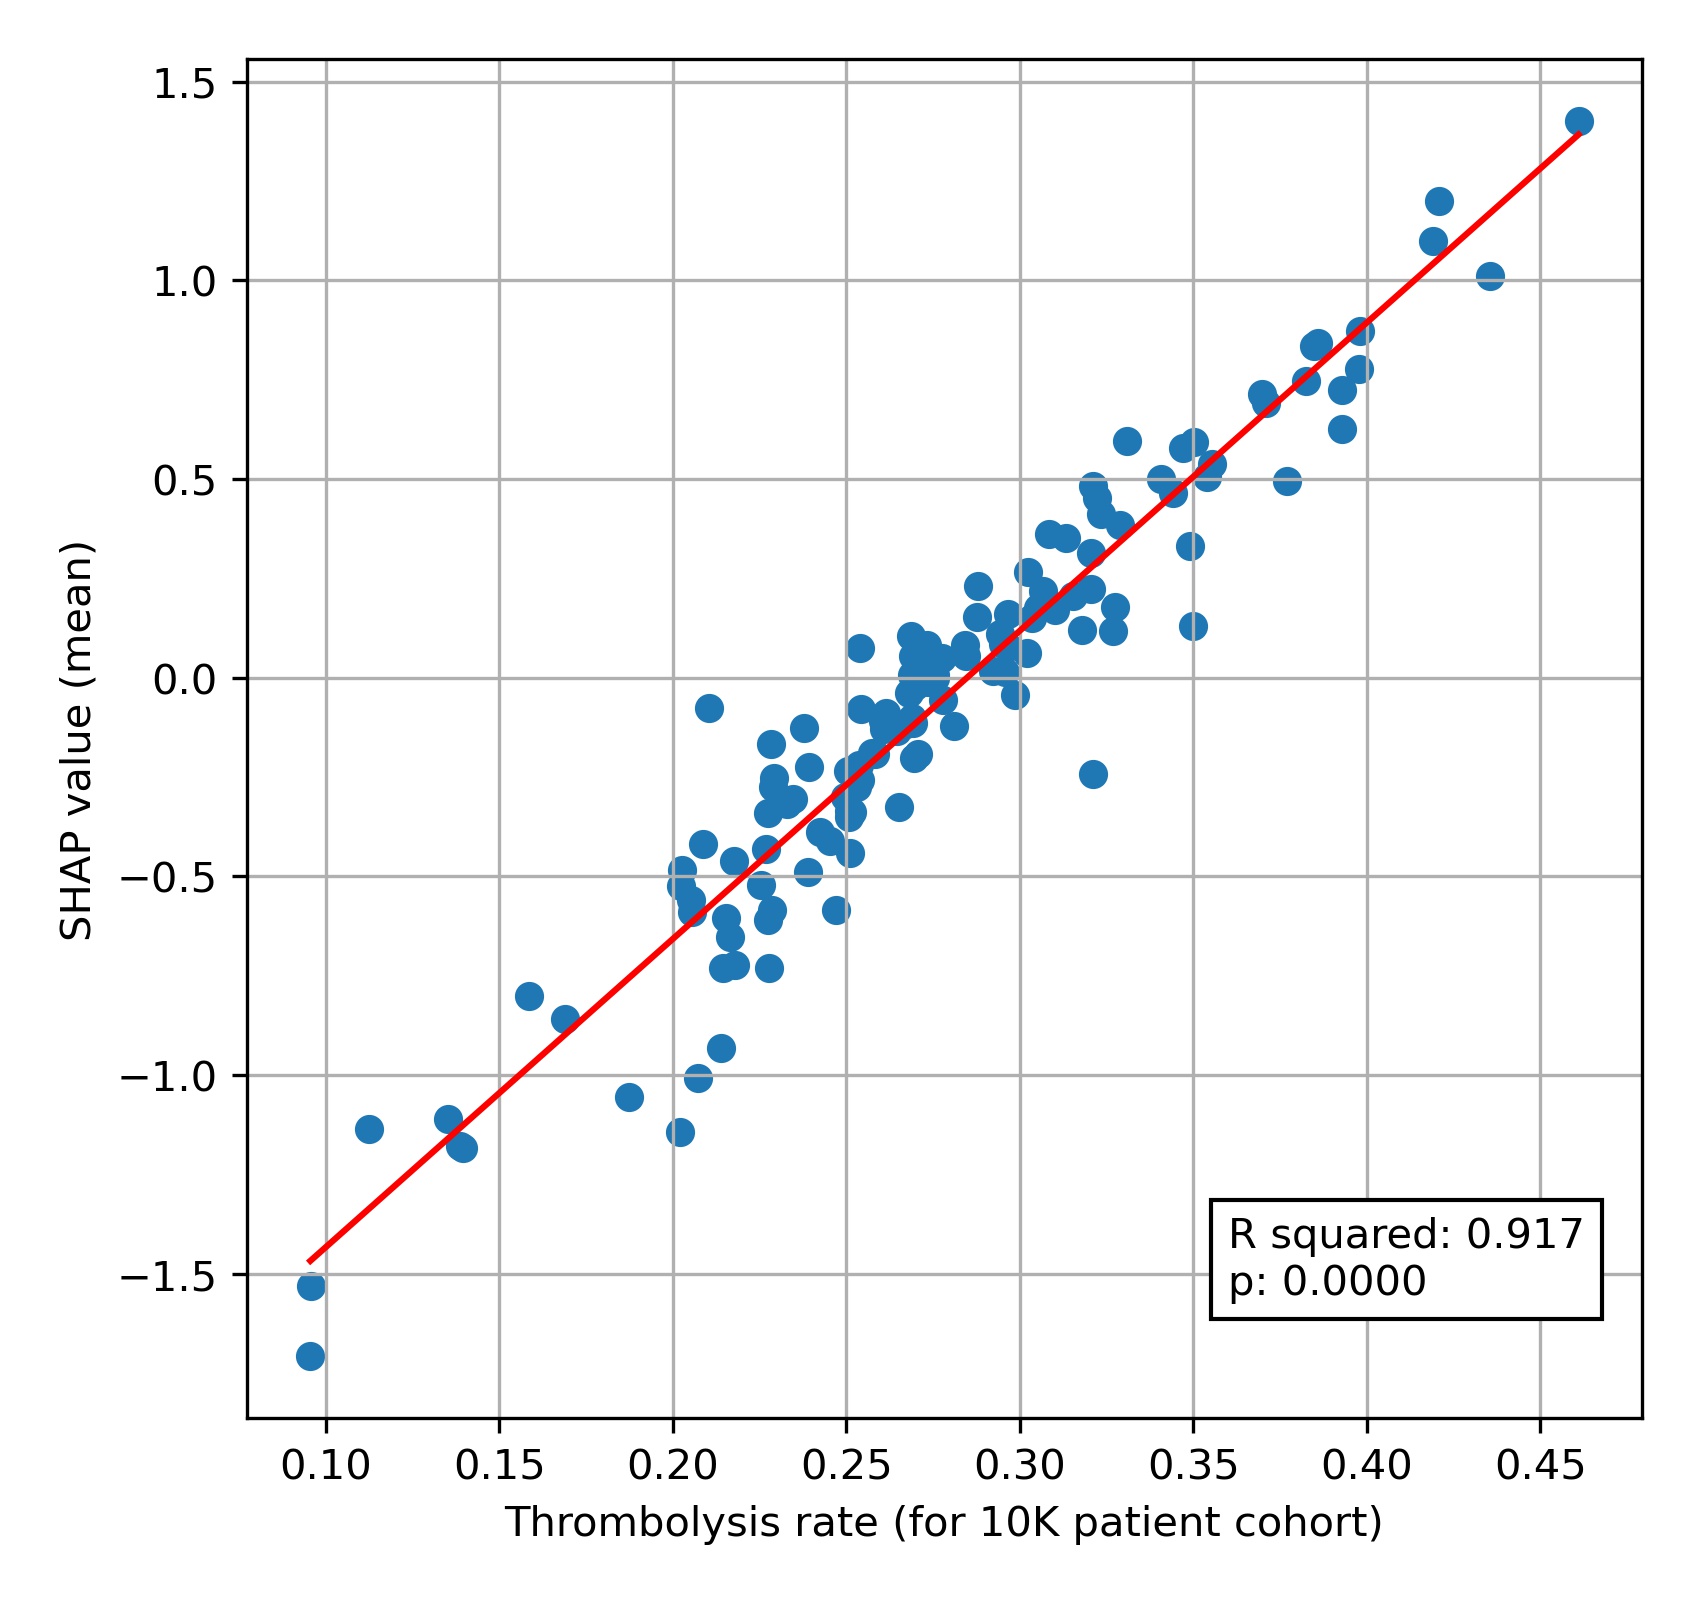 1.5
1.0
0.5
0.0
−0.5
−1.0
−1.5
SHAP value (mean)
R squared: 0.917
p: 0.0000
0.10 0.15 0.20 0.25 0.30 0.35 0.40 0.45
Thrombolysis rate (for 10K patient cohort)